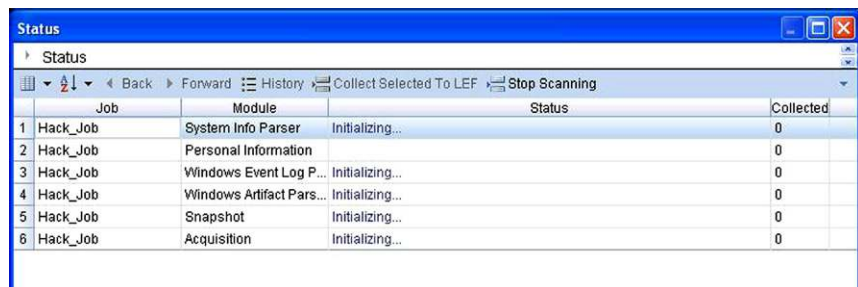 Status
Status
Back Forward History Collect Selected To LEF Stop Scanning
Job Module Status Collected
1 Hack_Job System Info Parser Initializing... 0
2 Hack_Job Personal Information 0
3 Hack_Job Windows Event Log P... Initializing... 0
4 Hack_Job Windows Artifact Pars... Initializing... 0
5 Hack_Job Snapshot Initializing... 0
6 Hack_Job Acquisition Initializing... 0